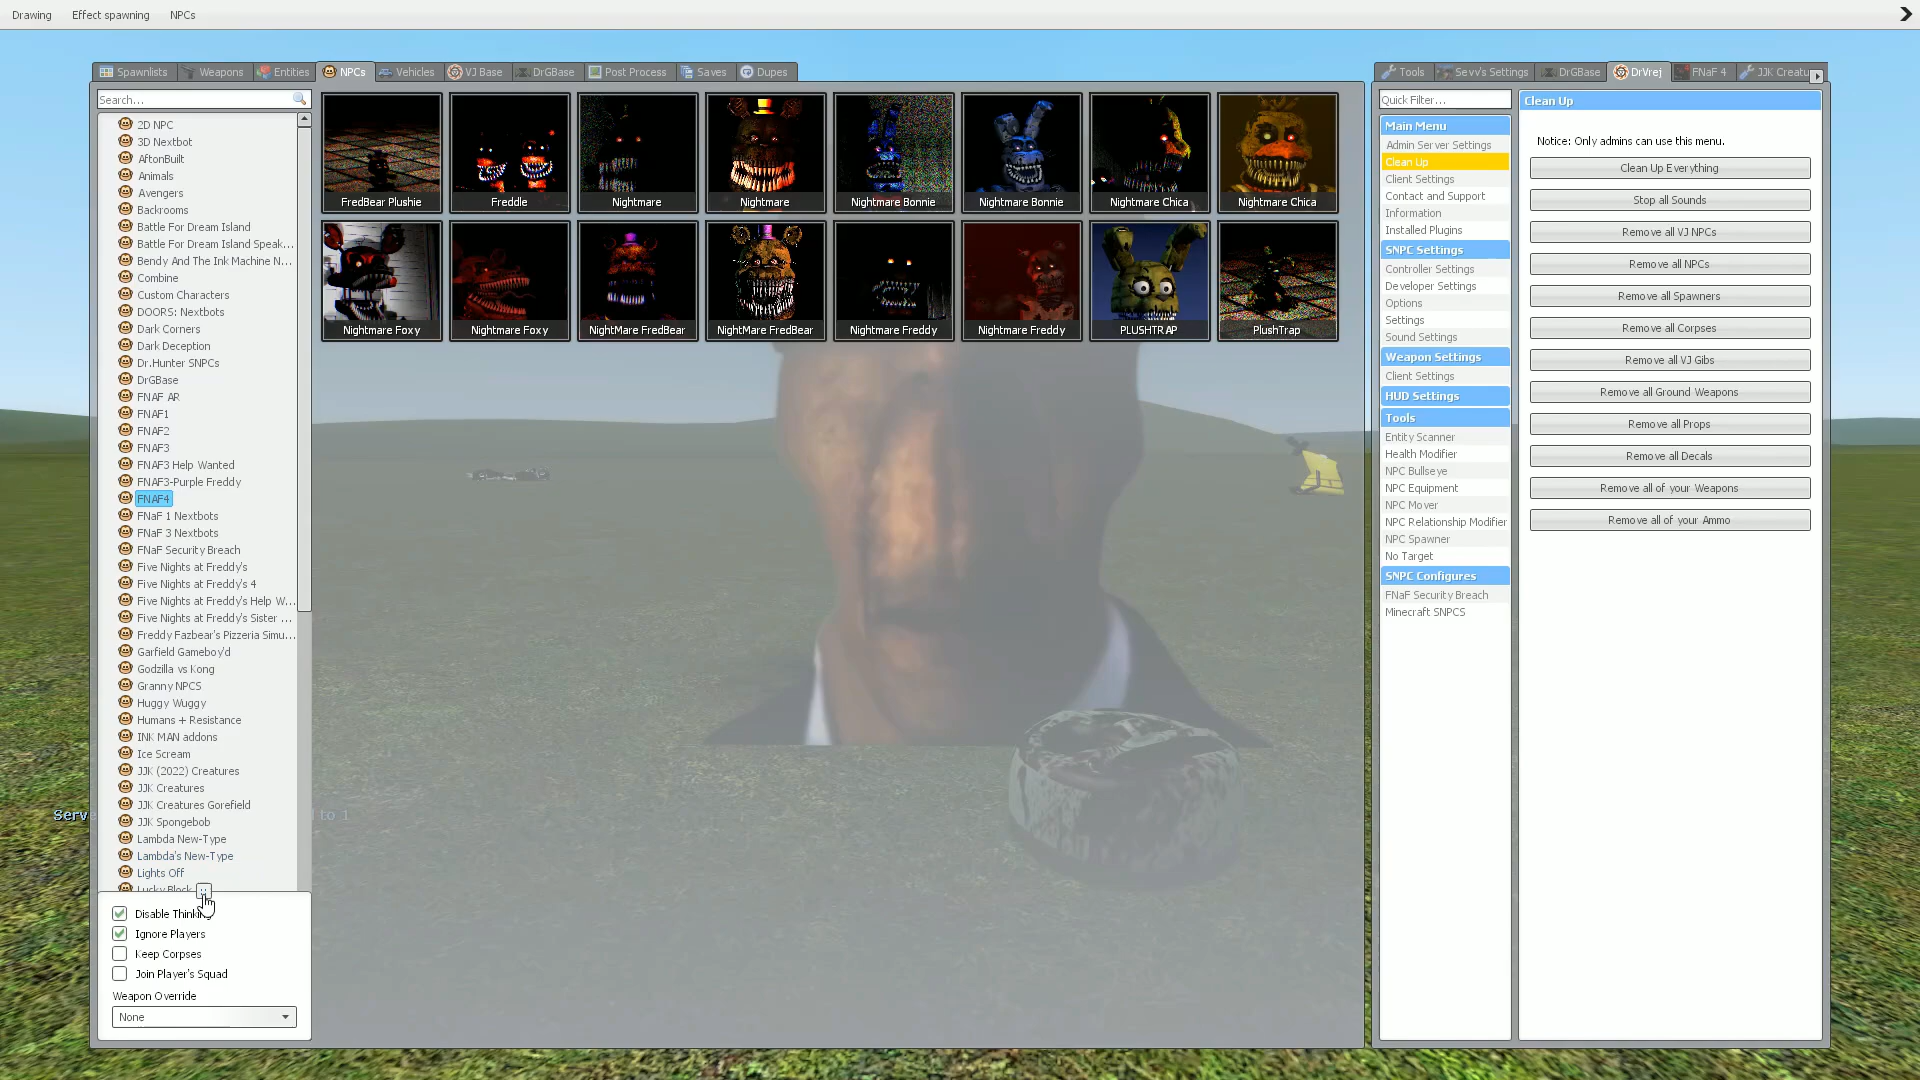 Drawing Effect spawning NPCs
Spawnlists Weapons Entities NPCs Vehicles VJ Base DrGBase Post Process Saves Dupes
Search...
2D NPC
3D Nextbot
AftonBuilt
Animals
Avengers
Backrooms
Battle For Dream Island
Battle For Dream Island Speak...
Bendy And The Ink Machine N...
Combine
Custom Characters
DOORS: Nextbots
Dark Corners
Dark Deception
Dr.Hunter SNPCs
DrGBase
FNAF AR
FNAF1
FNAF2
FNAF3
FNAF3 Help Wanted
FNAF3-Purple Freddy
FNAF4
FNaF 1 Nextbots
FNaF 3 Nextbots
FNaF Security Breach
Five Nights at Freddy's
Five Nights at Freddy's 4
Five Nights at Freddy's Help W...
Five Nights at Freddy's Sister ...
Freddy Fazbear's Pizzeria Simu...
Garfield Gameboy'd
Godzilla vs Kong
Granny NPCS
Huggy Wuggy
Humans + Resistance
INK MAN addons
Ice Scream
JJK (2022) Creatures
JJK Creatures
JJK Creatures Gorefield
JJK Spongebob
Lambda New-Type
Lambda's New-Type
Lights Off
Lucky Block
Disable Thinking
Ignore Players
Keep Corpses
Join Player's Squad
Weapon Override
None
Serv
to 1
FredBear Plushie Freddle Nightmare Nightmare Nightmare Bonnie Nightmare Bonnie Nightmare Chica Nightmare Chica
Nightmare Foxy Nightmare Foxy NightMare FredBear NightMare FredBear Nightmare Freddy Nightmare Freddy PLUSHTRAP PlushTrap
Tools Sevv's Settings DrGBase DrVrej FNaF 4 JJK Creatu
Quick Filter...
Main Menu
Admin Server Settings
Clean Up
Client Settings
Contact and Support
Information
Installed Plugins
SNPC Settings
Controller Settings
Developer Settings
Options
Settings
Sound Settings
Weapon Settings
Client Settings
HUD Settings
Tools
Entity Scanner
Health Modifier
NPC Bullseye
NPC Equipment
NPC Mover
NPC Relationship Modifier
NPC Spawner
No Target
SNPC Configures
FNaF Security Breach
Minecraft SNPCS
Clean Up
Notice: Only admins can use this menu.
Clean Up Everything
Stop all Sounds
Remove all VJ NPCs
Remove all NPCs
Remove all Spawners
Remove all Corpses
Remove all VJ Gibs
Remove all Ground Weapons
Remove all Props
Remove all Decals
Remove all of your Weapons
Remove all of your Ammo